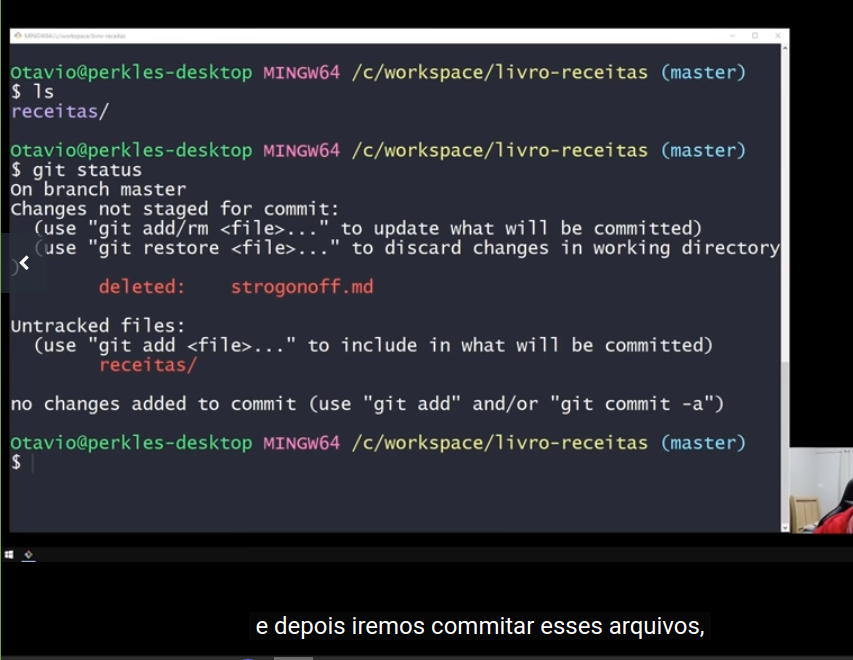 MINGW64:/c/workspace/livro-receitas
Otavio@perkles-desktop MINGW64 /c/workspace/livro-receitas (master)
$ ls
receitas/
Otavio@perkles-desktop MINGW64 /c/workspace/livro-receitas (master)
$ git status
On branch master
Changes not staged for commit:
(use "git add/rm <file>..." to update what will be committed)
(use "git restore <file>..." to discard changes in working directory
)
deleted: strogonoff.md
Untracked files:
(use "git add <file>..." to include in what will be committed)
receitas/
no changes added to commit (use "git add" and/or "git commit -a")
Otavio@perkles-desktop MINGW64 /c/workspace/livro-receitas (master)
$
e depois iremos commitar esses arquivos,